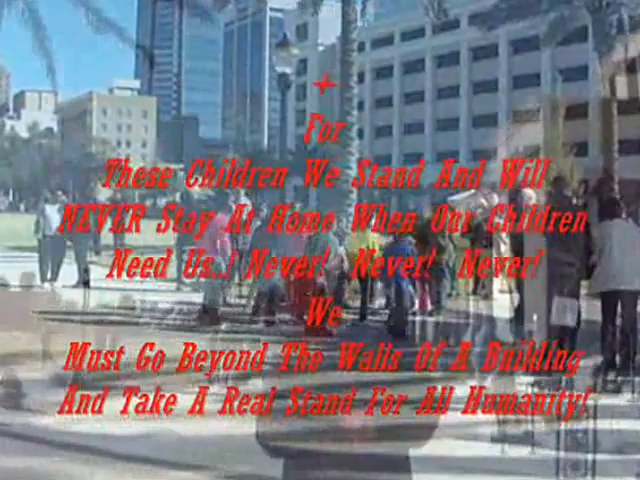 +
For
These Children We Stand And Will
NEVER Stay At Home When Our Children
Need Us..! Never! Never! Never!
We
Must Go Beyond The Walls Of A Building
And Take A Real Stand For All Humanity!